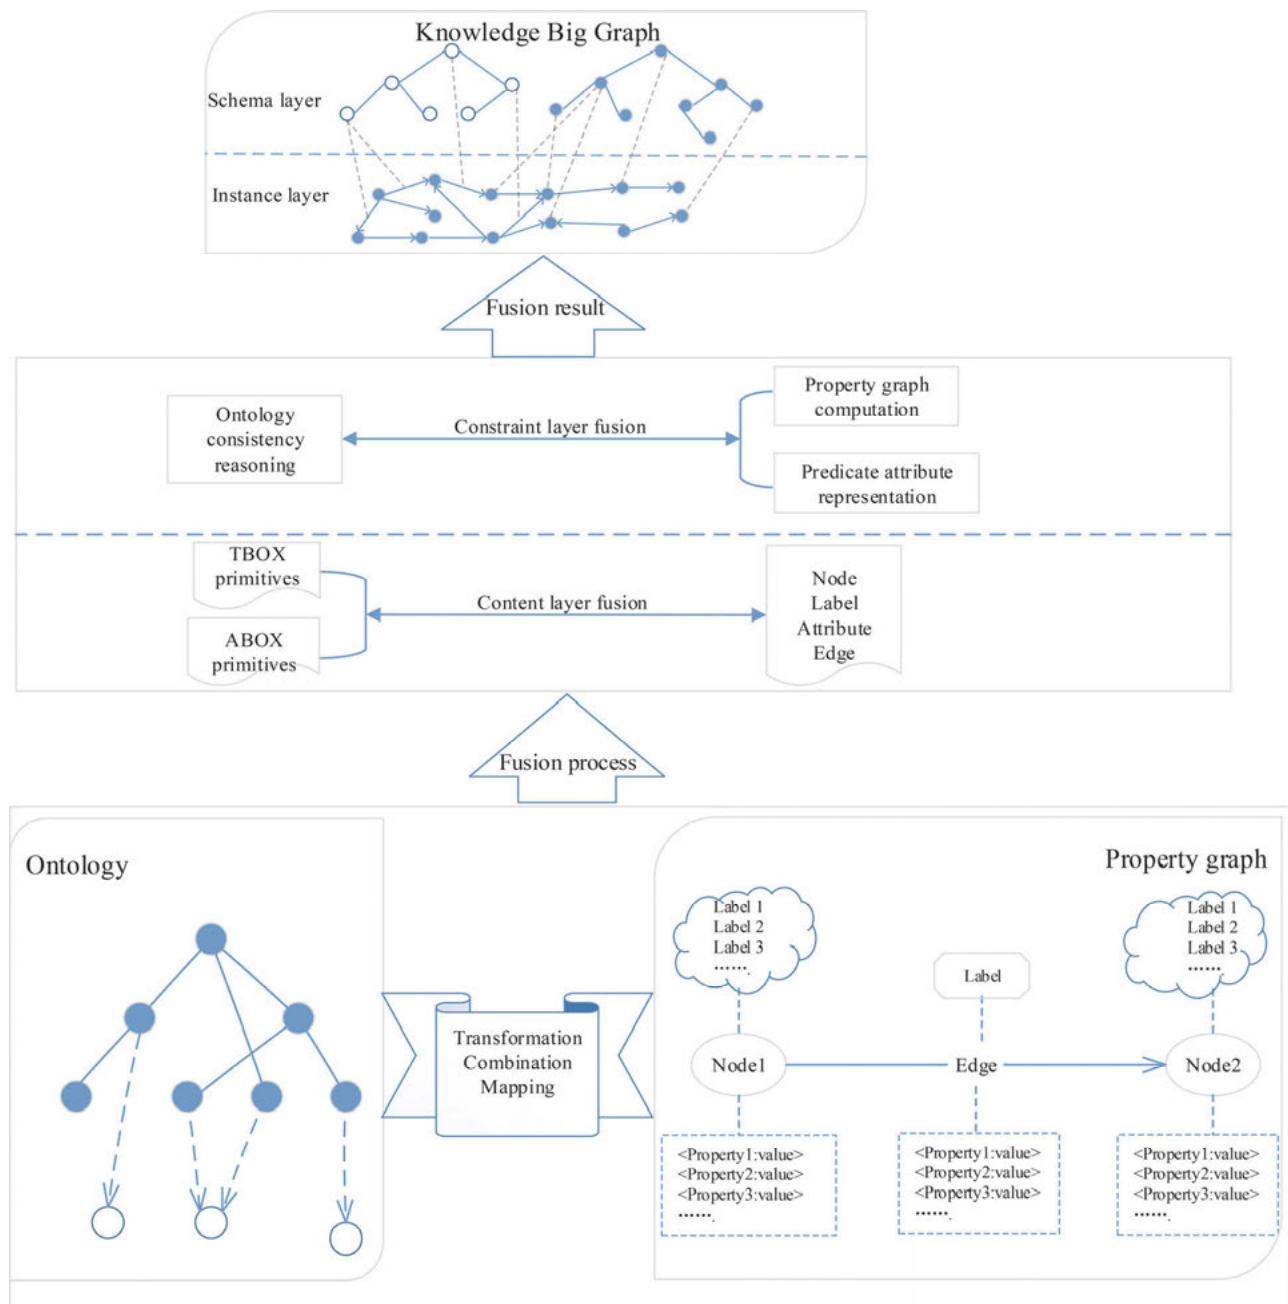 Knowledge Big Graph
Schema layer
Instance layer
Fusion result
Ontology
consistency
reasoning
Constraint layer fusion
Property graph
computation
Predicate attribute
representation
TBOX
primitives
ABOX
primitives
Content layer fusion
Node
Label
Attribute
Edge
Fusion process
Ontology
Transformation
Combination
Mapping
Property graph
Label 1
Label 2
Label 3
.......
Label
Label 1
Label 2
Label 3
.......
Node1
Edge
Node2
<Property1:value>
<Property2:value>
<Property3:value>
.......
<Property1:value>
<Property2:value>
<Property3:value>
.......
<Property1:value>
<Property2:value>
<Property3:value>
.......